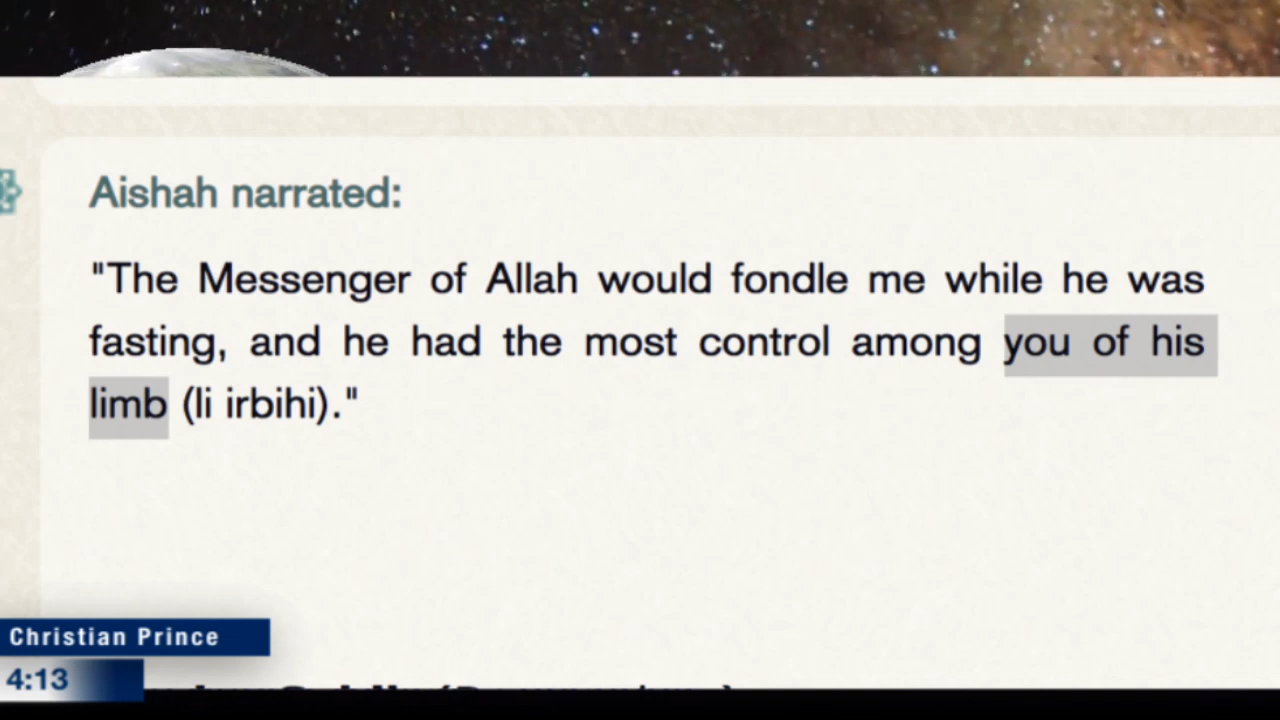 Aishah narrated:
"The Messenger of Allah would fondle me while he was
fasting, and he had the most control among you of his
limb (li irbihi)."
Christian Prince
4:13